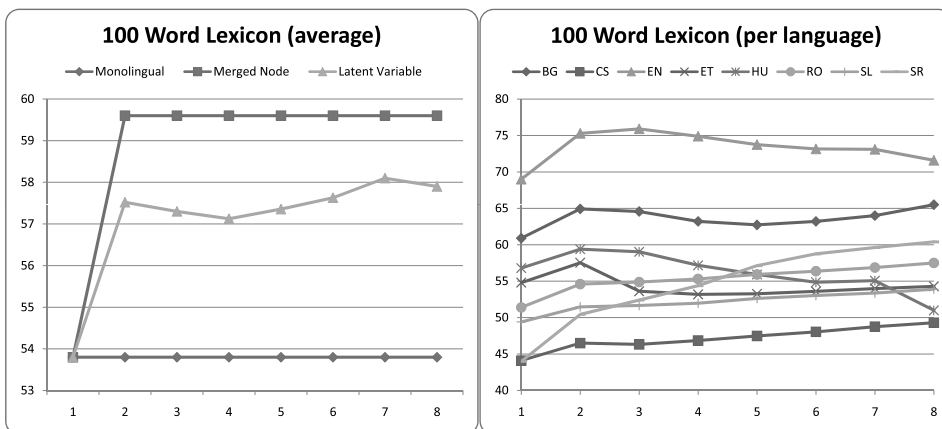 100 Word Lexicon (average)
Monolingual Merged Node Latent Variable
60
59
58
57
56
55
54
53
1 2 3 4 5 6 7 8
100 Word Lexicon (per language)
BG CS EN ET HU RO SL SR
80
75
70
65
60
55
50
45
40
1 2 3 4 5 6 7 8